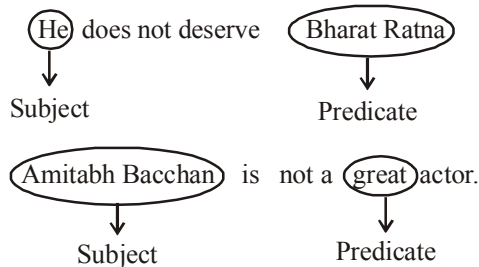 He does not deserve Bharat Ratna
Subject Predicate
Amitabh Bacchan is not a great actor.
Subject Predicate